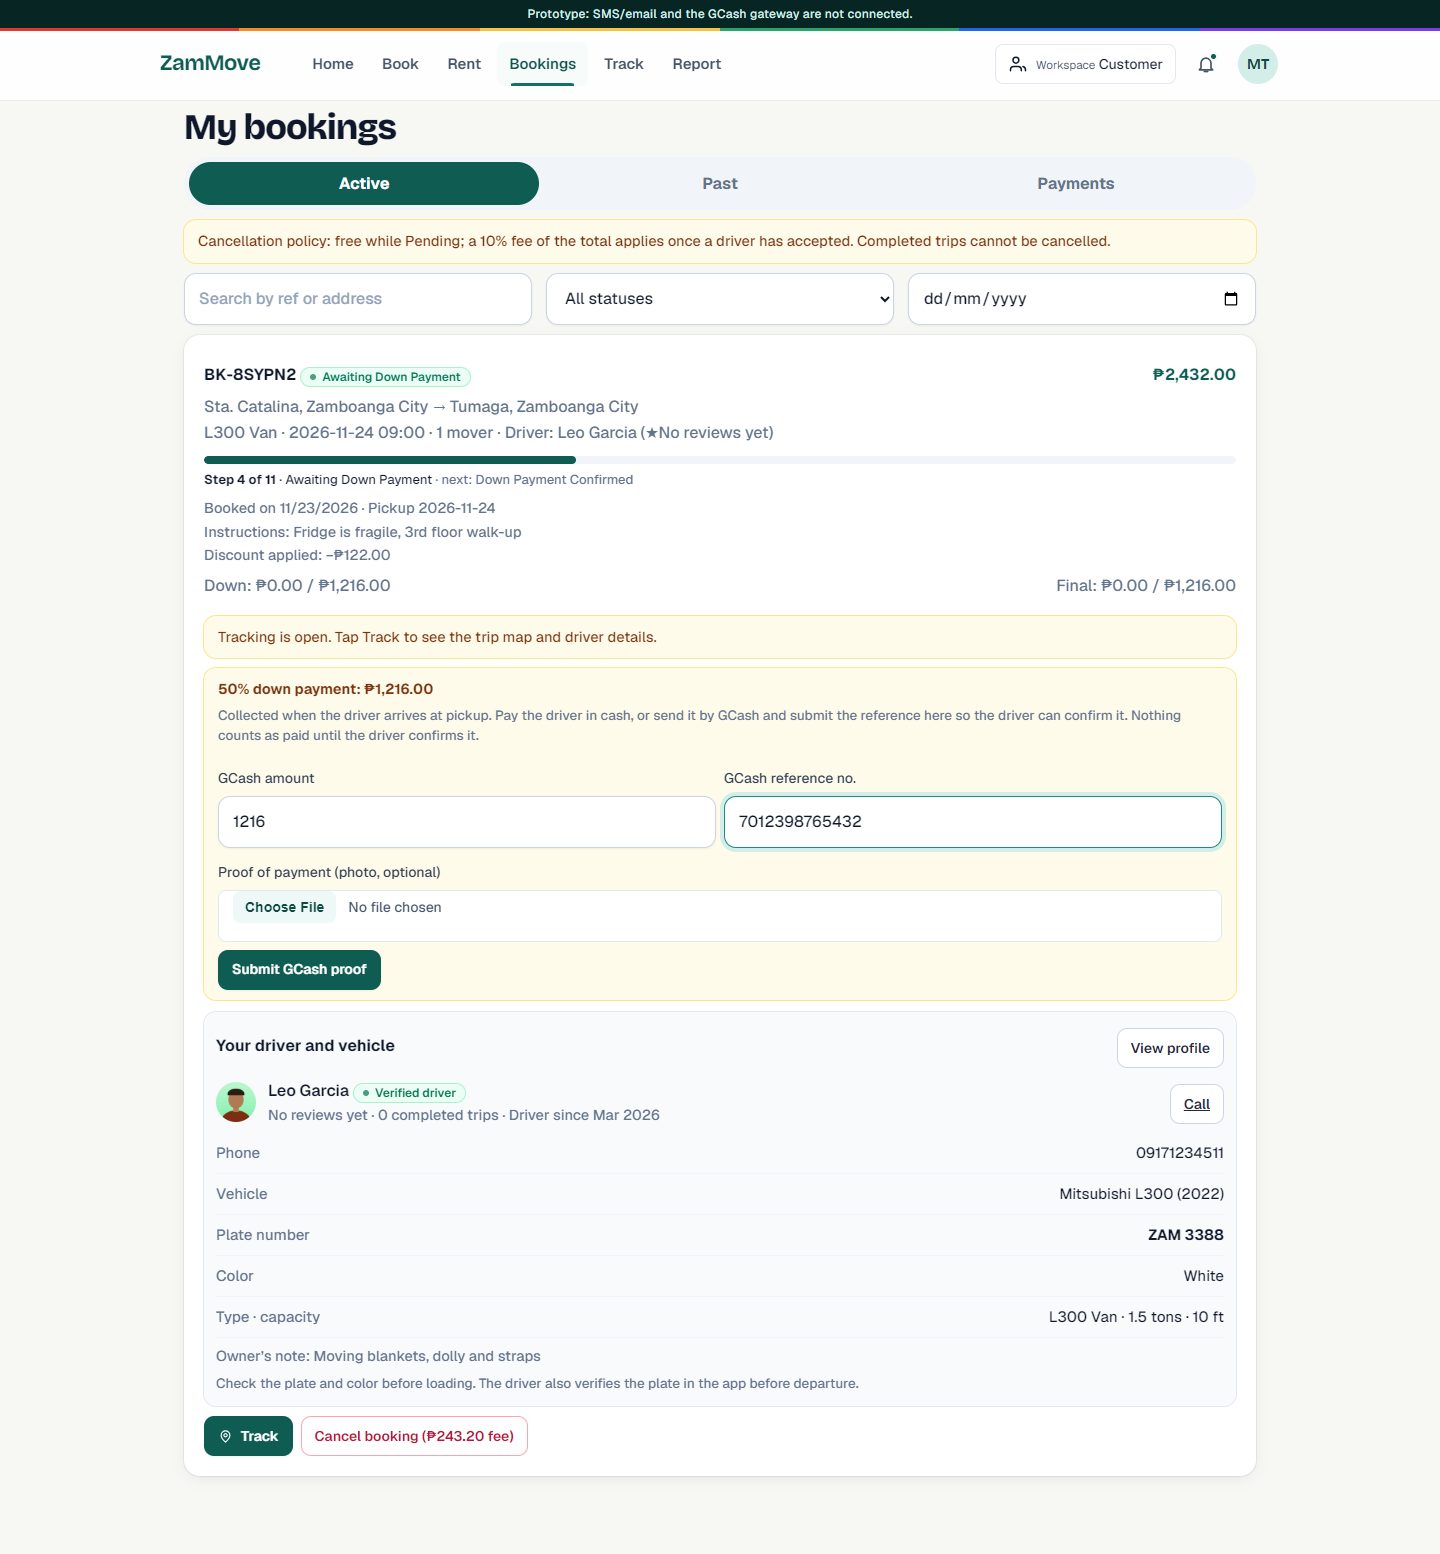 Prototype: SMS/email and the GCash gateway are not connected.
ZamMove
Home
Book
Rent
Bookings
Track
Report
Workspace Customer
MT
My bookings
Active
Past
Payments
Cancellation policy: free while Pending; a 10% fee of the total applies once a driver has accepted. Completed trips cannot be cancelled.
Search by ref or address
All statuses
dd/mm/yyyy
BK-8SYPN2
Awaiting Down Payment
₱2,432.00
Sta. Catalina, Zamboanga City → Tumaga, Zamboanga City
L300 Van · 2026-11-24 09:00 · 1 mover · Driver: Leo Garcia (★No reviews yet)
Step 4 of 11 · Awaiting Down Payment · next: Down Payment Confirmed
Booked on 11/23/2026 · Pickup 2026-11-24
Instructions: Fridge is fragile, 3rd floor walk-up
Discount applied: −₱122.00
Down: ₱0.00 / ₱1,216.00
Final: ₱0.00 / ₱1,216.00
Tracking is open. Tap Track to see the trip map and driver details.
50% down payment: ₱1,216.00
Collected when the driver arrives at pickup. Pay the driver in cash, or send it by GCash and submit the reference here so the driver can confirm it. Nothing
counts as paid until the driver confirms it.
GCash amount
GCash reference no.
1216
7012398765432
Proof of payment (photo, optional)
Choose File
No file chosen
Submit GCash proof
Your driver and vehicle
View profile
Leo Garcia
Verified driver
No reviews yet · 0 completed trips · Driver since Mar 2026
Call
Phone
09171234511
Vehicle
Mitsubishi L300 (2022)
Plate number
ZAM 3388
Color
White
Type · capacity
L300 Van · 1.5 tons · 10 ft
Owner's note: Moving blankets, dolly and straps
Check the plate and color before loading. The driver also verifies the plate in the app before departure.
Track
Cancel booking (₱243.20 fee)